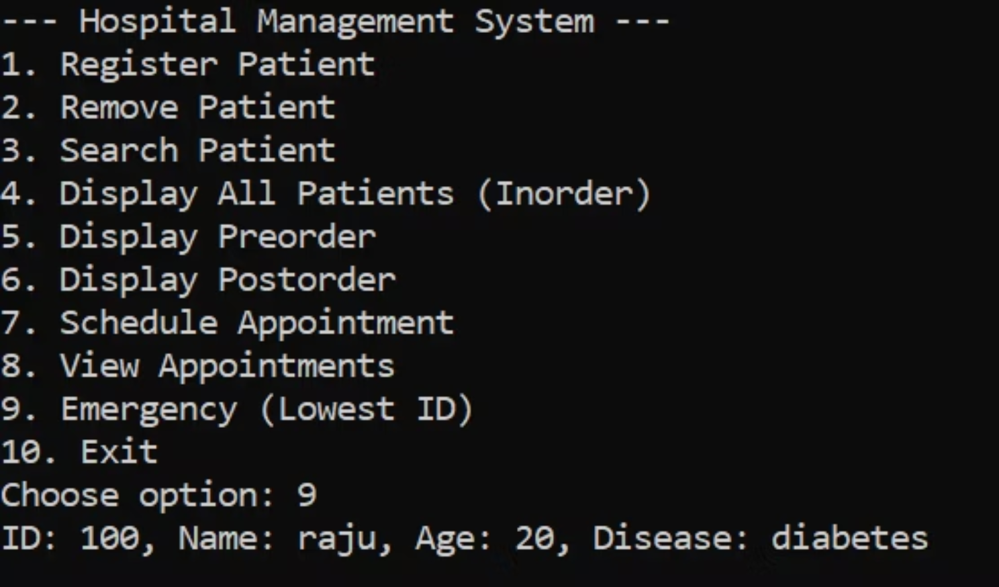 --- Hospital Management System ---
1. Register Patient
2. Remove Patient
3. Search Patient
4. Display All Patients (Inorder)
5. Display Preorder
6. Display Postorder
7. Schedule Appointment
8. View Appointments
9. Emergency (Lowest ID)
10. Exit
Choose option: 9
ID: 100, Name: raju, Age: 20, Disease: diabetes